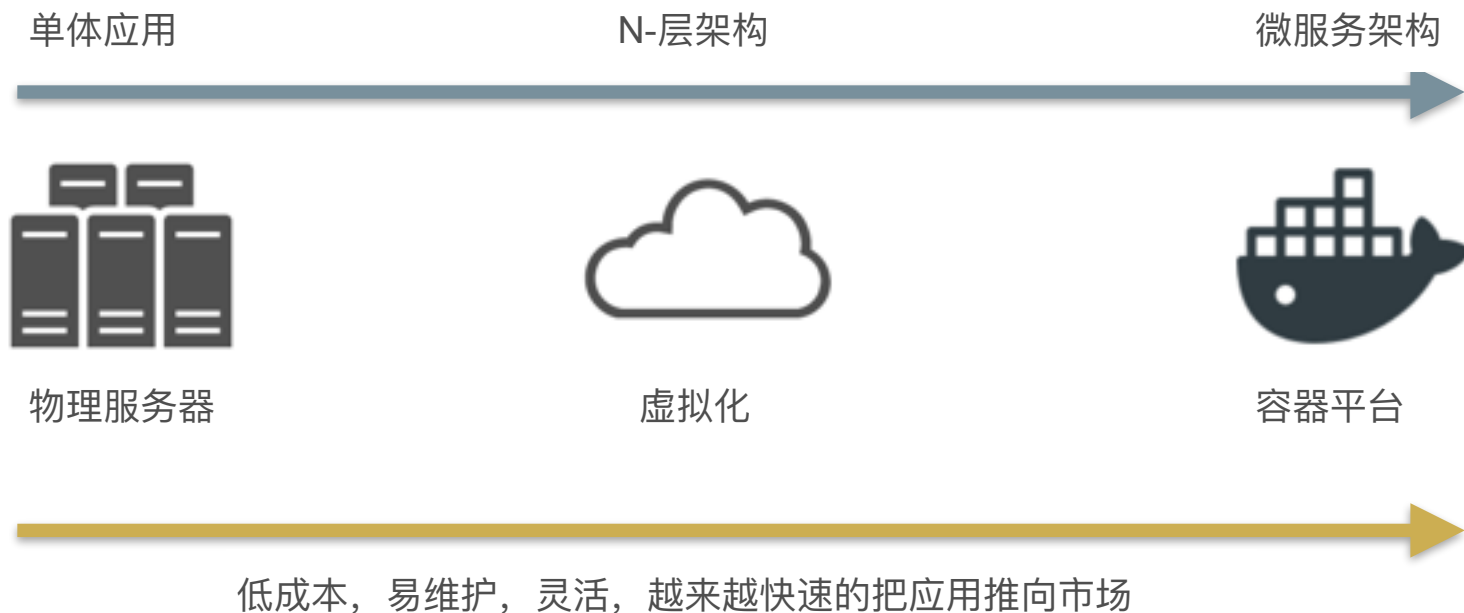 单体应用
N-层架构
微服务架构
物理服务器
虚拟化
容器平台
低成本，易维护，灵活，越来越快速的把应用推向市场